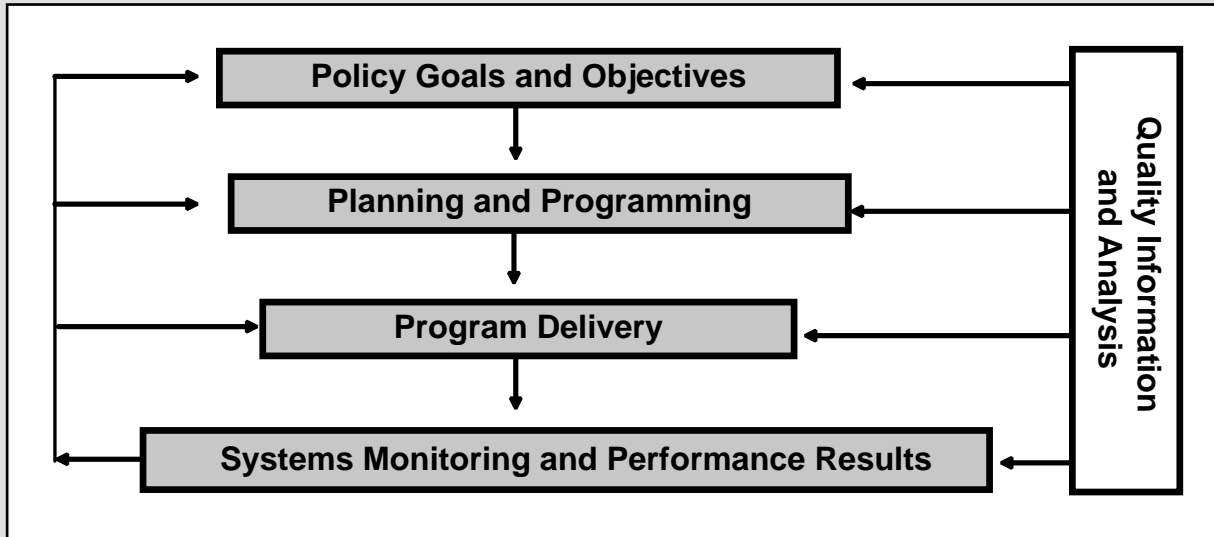 Policy Goals and Objectives
Planning and Programming
Program Delivery
Systems Monitoring and Performance Results
Quality Information
and Analysis